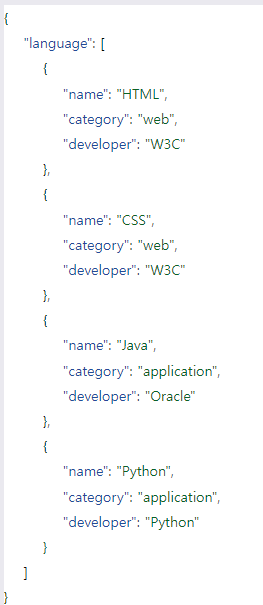 {
"language": [
{
"name": "HTML",
"category": "web",
"developer": "W3C"
},
{
"name": "CSS",
"category": "web",
"developer": "W3C"
},
{
"name": "Java",
"category": "application",
"developer": "Oracle"
},
{
"name": "Python",
"category": "application",
"developer": "Python"
}
]
}